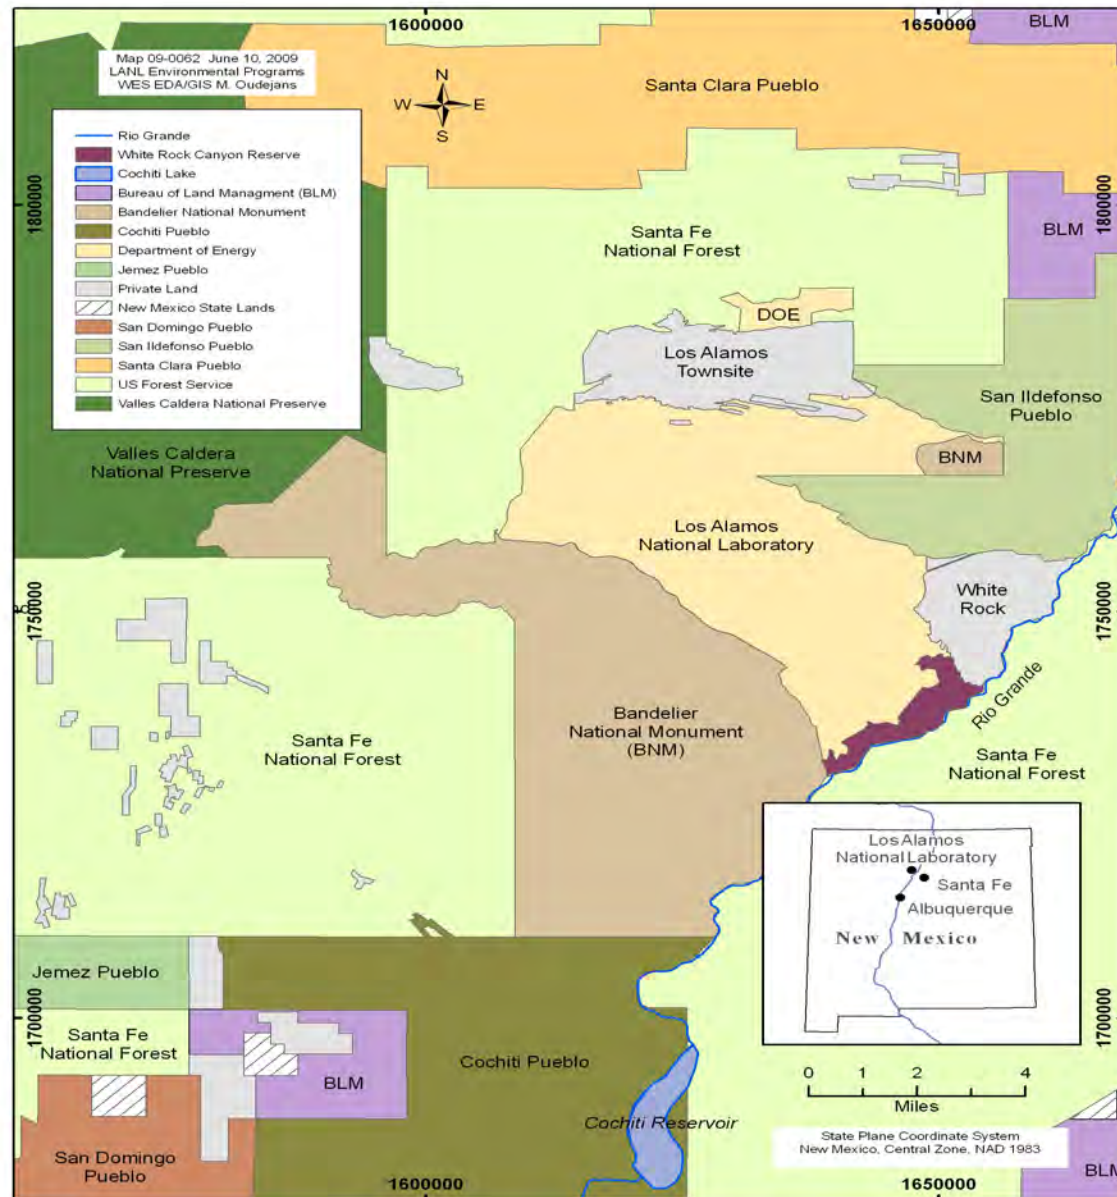 1600000
1650000
BLM
Map 09-0062 June 10, 2009
LANL Environmental Programs
WES EDA/GIS M. Oudejans
N
W E
S
Santa Clara Pueblo
Rio Grande
White Rock Canyon Reserve
Cochiti Lake
Bureau of Land Managment (BLM)
Bandelier National Monument
Cochiti Pueblo
Department of Energy
Jemez Pueblo
Private Land
New Mexico State Lands
San Domingo Pueblo
San Ildefonso Pueblo
Santa Clara Pueblo
US Forest Service
Valles Caldera National Preserve
1800000
1800000
Santa Fe
National Forest
BLM
DOE
Los Alamos
Townsite
San Ildefonso
Pueblo
Valles Caldera
National Preserve
BNM
Los Alamos
National Laboratory
1750000
1750000
White
Rock
Rio Grande
Bandelier
National Monument
(BNM)
Santa Fe
National Forest
Santa Fe
National Forest
Los Alamos
National Laboratory
Santa Fe
Albuquerque
New Mexico
Jemez Pueblo
1700000
1700000
Santa Fe
National Forest
BLM
Cochiti Pueblo
0 1 2 4
Miles
Cochiti Reservoir
State Plane Coordinate System
New Mexico, Central Zone, NAD 1983
San Domingo
Pueblo
BLM
1600000
1650000